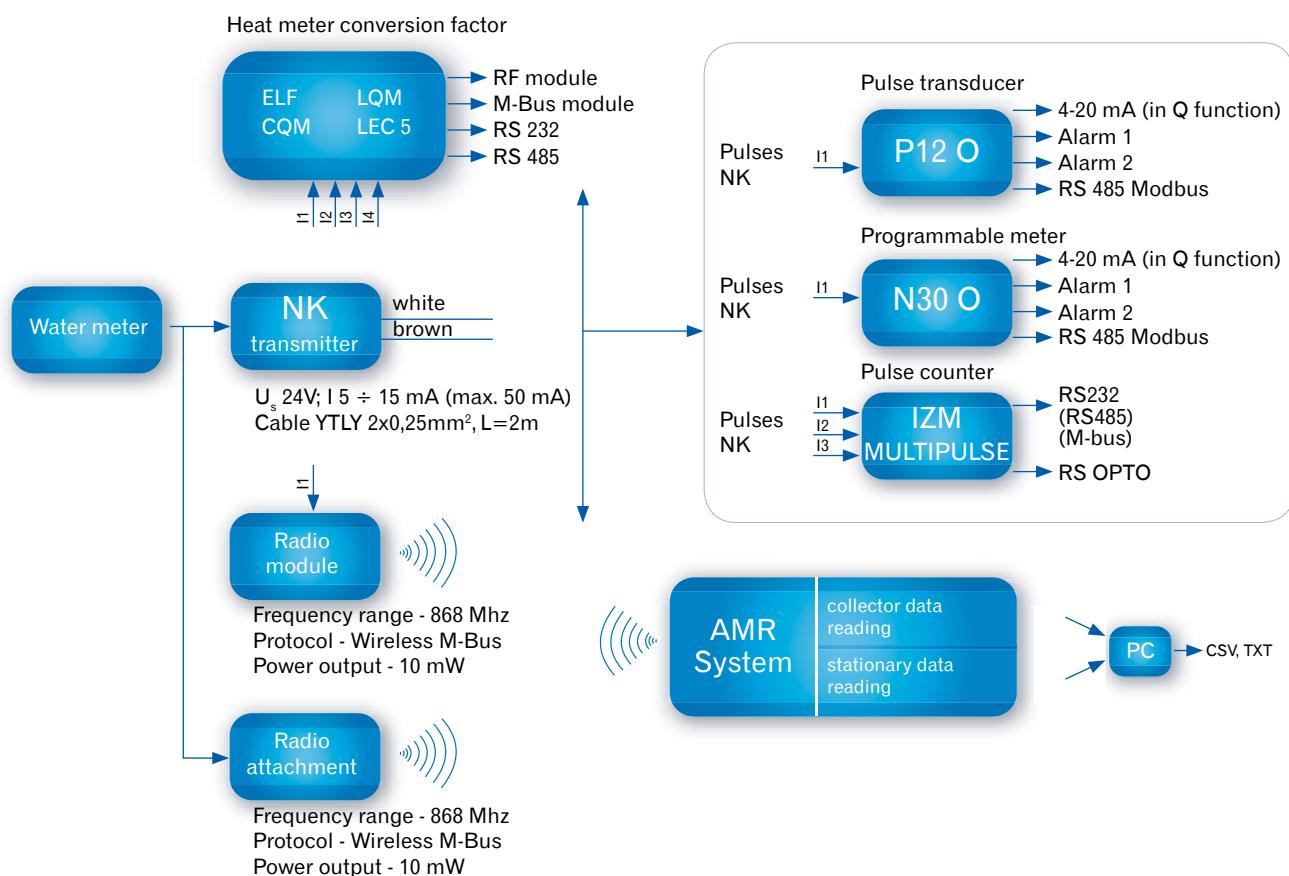 Heat meter conversion factor
ELF LQM
CQM LEC 5
RF module
M-Bus module
RS 232
RS 485
I1
I2
I3
I4
Water meter
NK
transmitter
white
brown
Us 24V; I 5 ÷ 15 mA (max. 50 mA)
Cable YTLY 2x0,25mm², L=2m
I1
Radio
module
Frequency range - 868 Mhz
Protocol - Wireless M-Bus
Power output - 10 mW
Radio
attachment
Frequency range - 868 Mhz
Protocol - Wireless M-Bus
Power output - 10 mW
Pulse transducer
Pulses
NK
I1
P12 O
4-20 mA (in Q function)
Alarm 1
Alarm 2
RS 485 Modbus
Programmable meter
Pulses
NK
I1
N30 O
4-20 mA (in Q function)
Alarm 1
Alarm 2
RS 485 Modbus
Pulse counter
Pulses
NK
I1
I2
I3
IZM
MULTIPULSE
RS232
(RS485)
(M-bus)
RS OPTO
AMR
System
collector data
reading
stationary data
reading
PC
CSV, TXT